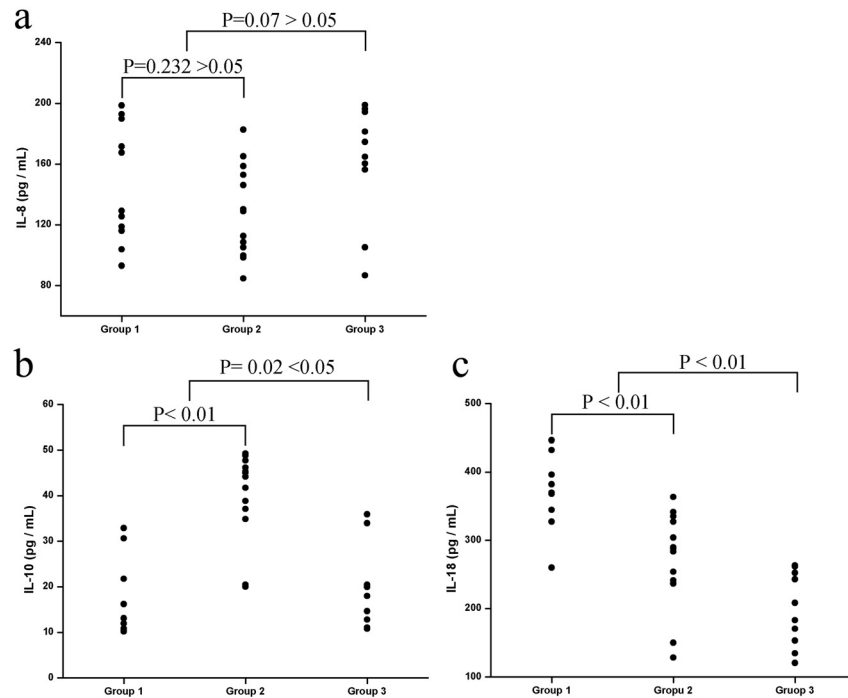 a
P=0.07 > 0.05
P=0.232 >0.05
240
200
160
120
80
IL-8 (pg / mL)
Group 1
Group 2
Group 3
b
P= 0.02 <0.05
P< 0.01
60
50
40
30
20
10
0
IL-10 (pg / mL)
Group 1
Group 2
Group 3
c
P < 0.01
P < 0.01
500
400
300
200
100
IL-18 (pg / mL)
Group 1
Gropu 2
Gruop 3